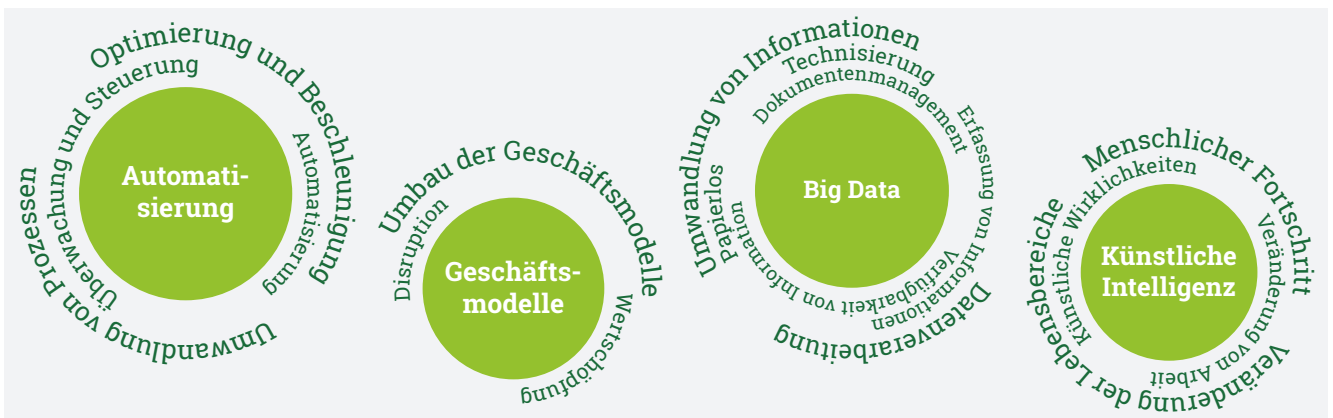 Optimierung und Beschleunigung
Überwachung und Steuerung
Automatisierung
Umwandlung von Prozessen
Automati-
sierung
Umbau der Geschäftsmodelle
Disruption
Wertschöpfung
Geschäfts-
modelle
Umwandlung von Informationen
Technisierung
Dokumentenmanagement
Erfassung von Informationen
Papierlos
Verfügbarkeit von Information
Datenverarbeitung
Big Data
Menschlicher Fortschritt
Künstliche Wirklichkeiten
Veränderung von Arbeit
Veränderung der Lebensbereiche
Künstliche
Intelligenz